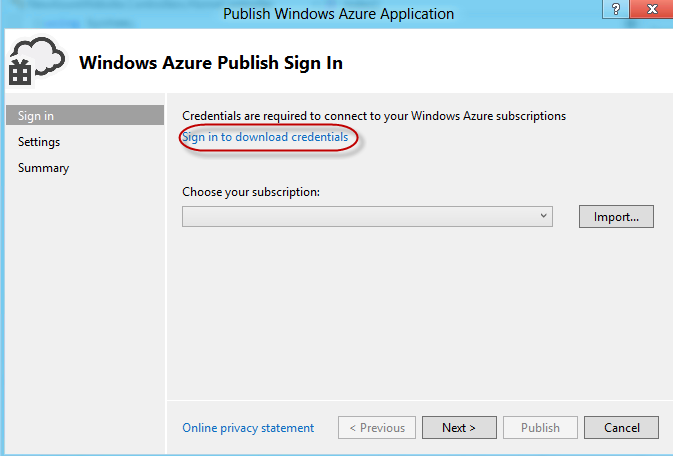 Publish Windows Azure Application
?
Windows Azure Publish Sign In
Sign in
Settings
Summary
Credentials are required to connect to your Windows Azure subscriptions
Sign in to download credentials
Choose your subscription:
Import...
Online privacy statement
< Previous
Next >
Publish
Cancel